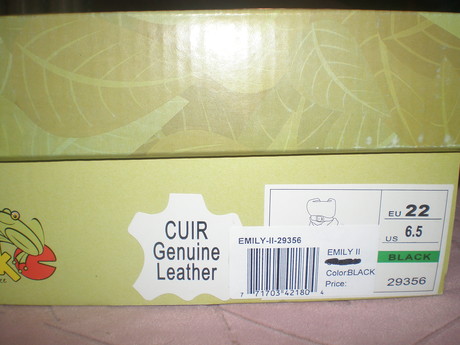 CUIR
Genuine
Leather
EMILY-II-29356
EMILY II
Color:BLACK
Price:
7 71703 42180 4
EU 22
US 6.5
BLACK
29356